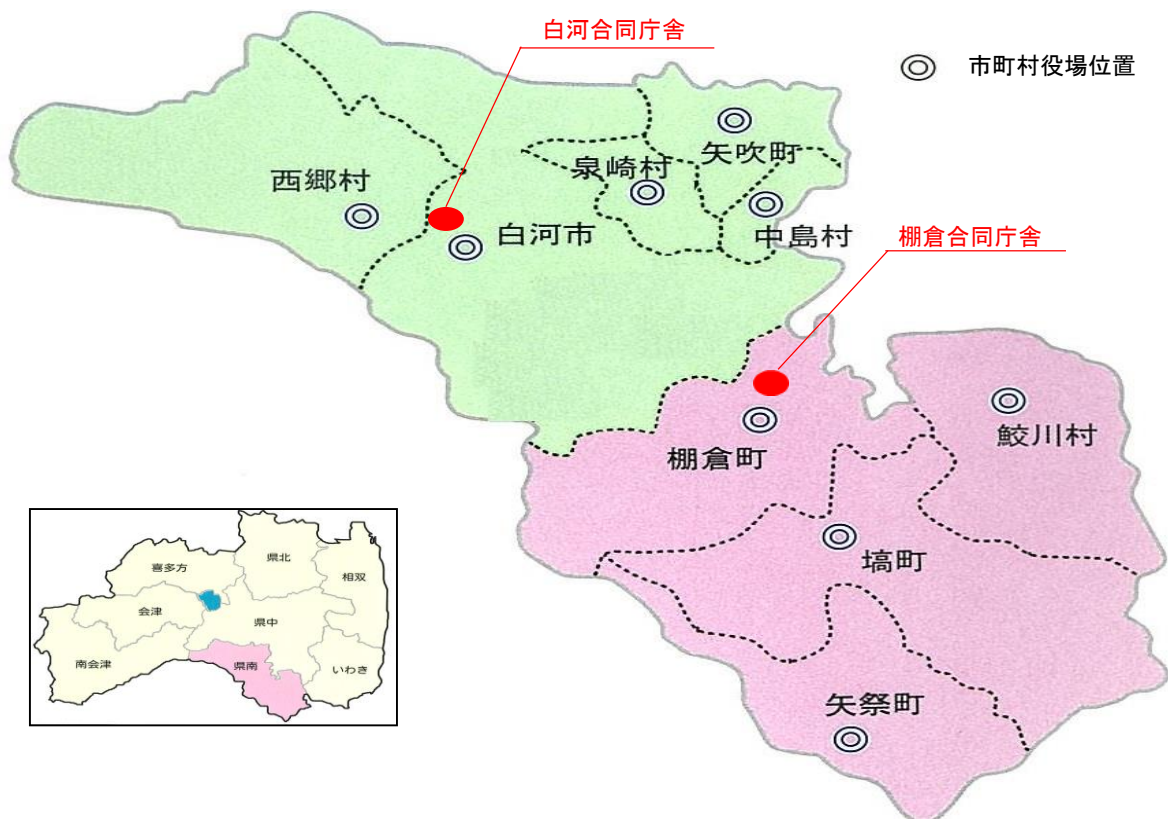 白河合同庁舎
市町村役場位置
矢吹町
泉崎村
西郷村
白河市
中島村
棚倉合同庁舎
鮫川村
棚倉町
塙町
矢祭町
県北
喜多方
相双
会津
県中
県南
南会津
いわき